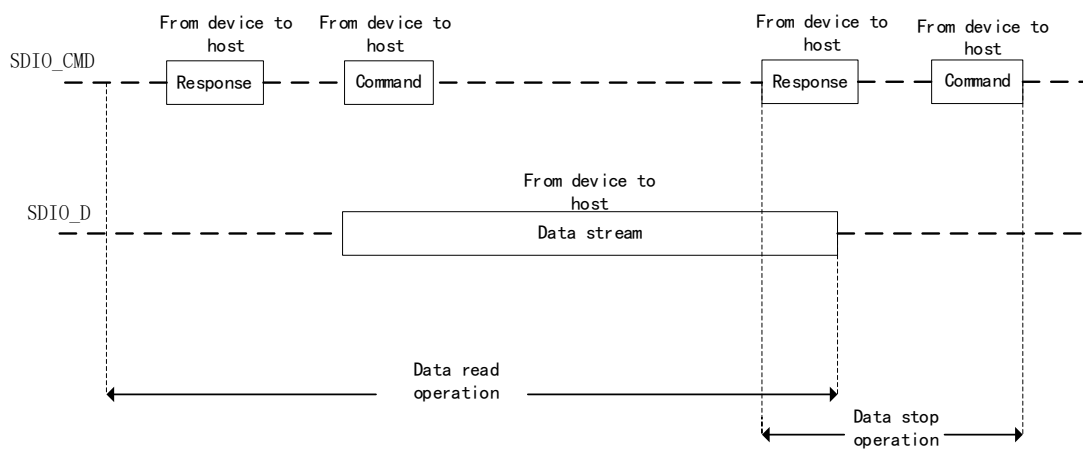 From device to
host
From device to
host
From device to
host
From device to
host
SDIO_CMD
Response
Command
Response
Command
From device to
host
SDIO_D
Data stream
Data read
operation
Data stop
operation